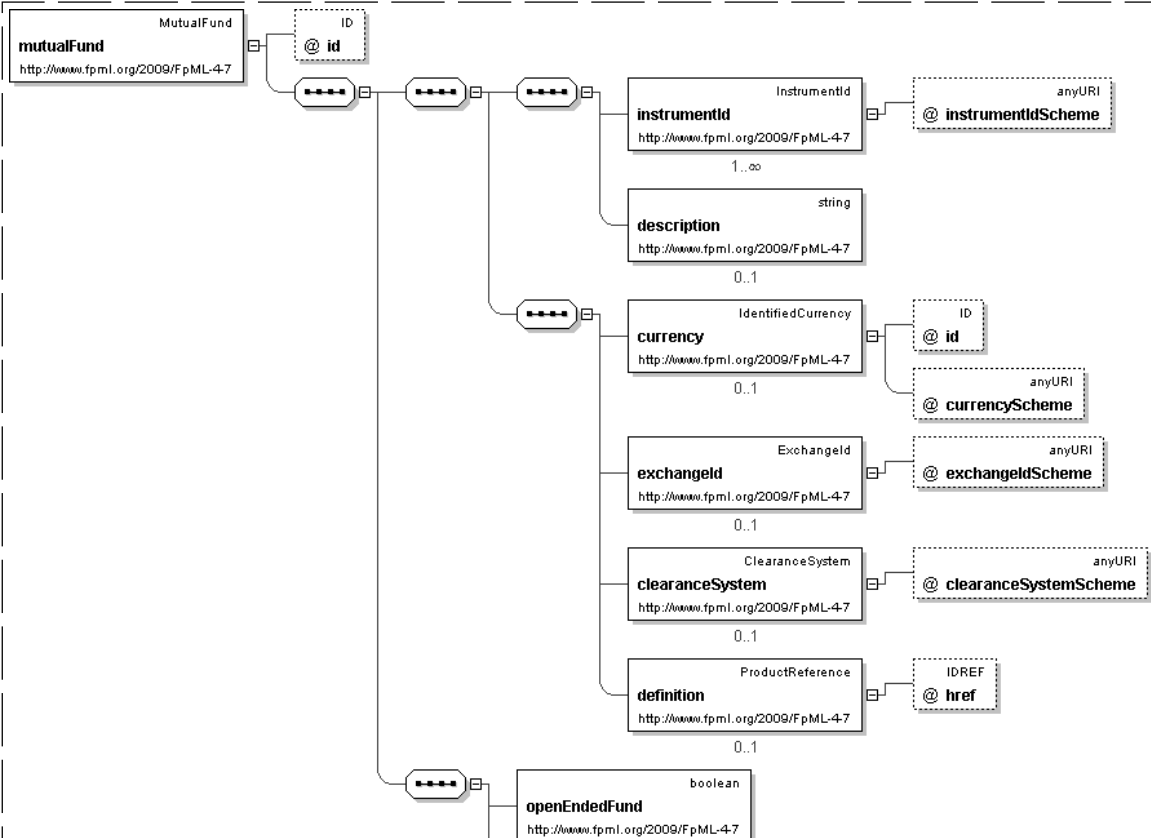 MutualFund
mutualFund
http://www.fpml.org/2009/FpML-4-7
ID
@ id
InstrumentId
instrumentId
http://www.fpml.org/2009/FpML-4-7
1..∞
anyURI
@ instrumentIdScheme
string
description
http://www.fpml.org/2009/FpML-4-7
0..1
IdentifiedCurrency
currency
http://www.fpml.org/2009/FpML-4-7
0..1
ID
@ id
anyURI
@ currencyScheme
ExchangeId
exchangeId
http://www.fpml.org/2009/FpML-4-7
0..1
anyURI
@ exchangeIdScheme
ClearanceSystem
clearanceSystem
http://www.fpml.org/2009/FpML-4-7
0..1
anyURI
@ clearanceSystemScheme
ProductReference
definition
http://www.fpml.org/2009/FpML-4-7
0..1
IDREF
@ href
boolean
openEndedFund
http://www.fpml.org/2009/FpML-4-7